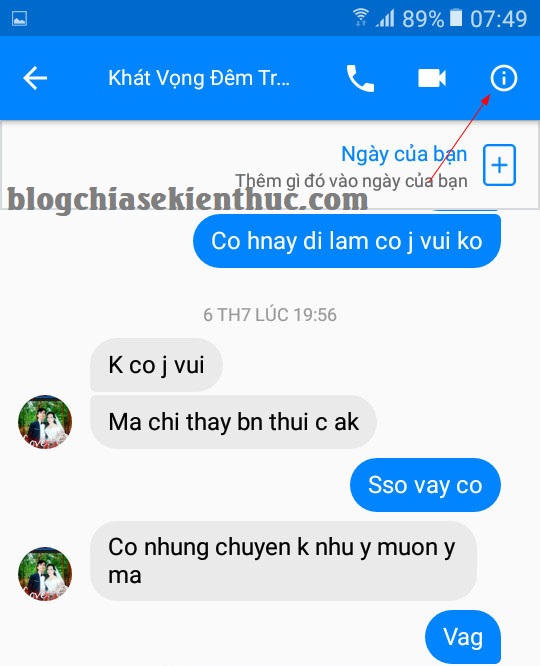 89% 07:49
Khát Vọng Đêm Tr...
Ngày của bạn
Thêm gì đó vào ngày của bạn
blogchiasekienthuc.com
Co hnay di lam co j vui ko
6 TH7 LÚC 19:56
K co j vui
Ma chi thay bn thui c ak
Sso vay co
Co nhung chuyen k nhu y muon y
ma
Vag